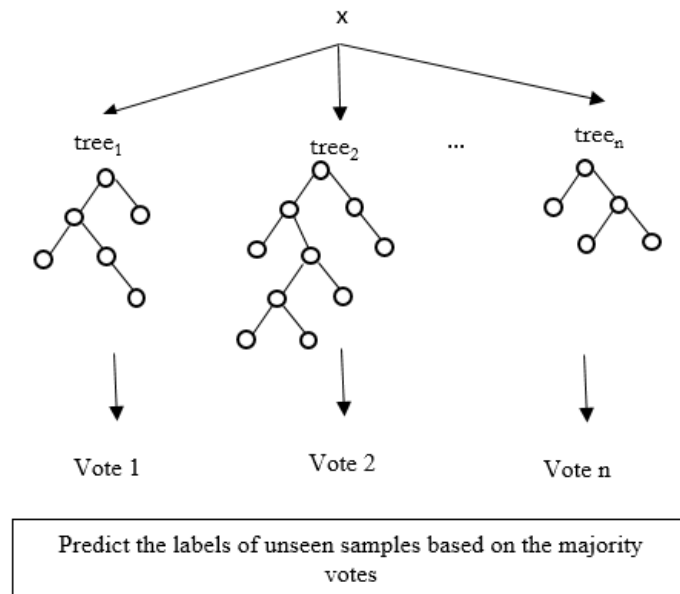 x
tree₁
tree₂
...
treeₙ
Vote 1
Vote 2
Vote n
Predict the labels of unseen samples based on the majority
votes